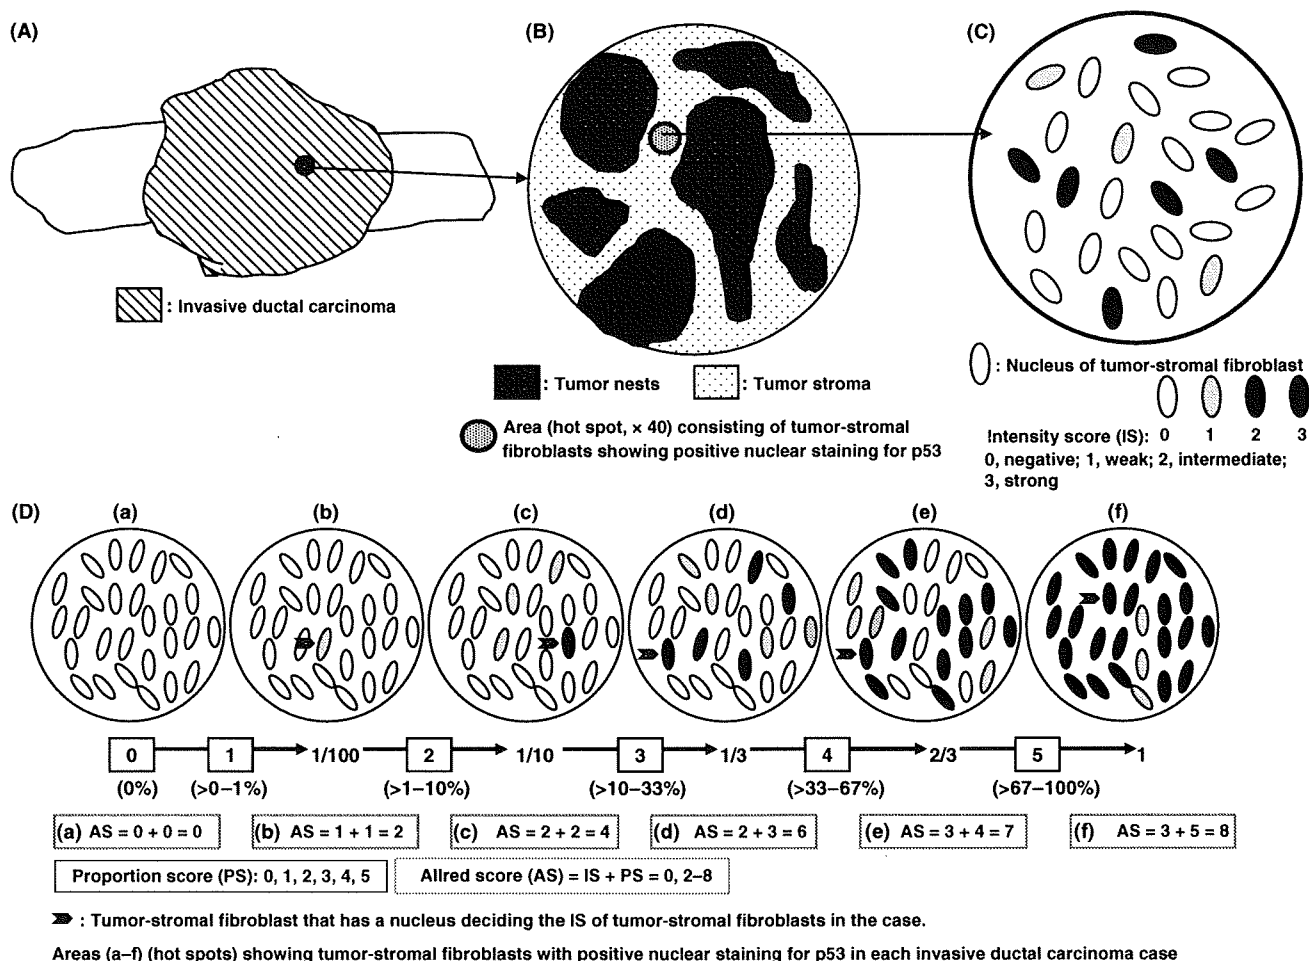 (A)
(B)
(C)
: Invasive ductal carcinoma
: Tumor nests
: Tumor stroma
Area (hot spot, × 40) consisting of tumor-stromal
fibroblasts showing positive nuclear staining for p53
: Nucleus of tumor-stromal fibroblast
Intensity score (IS): 0 1 2 3
0, negative; 1, weak; 2, intermediate;
3, strong
(D)
(a) (b) (c) (d) (e) (f)
0 1 1/100 2 1/10 3 1/3 4 2/3 5 1
(0%) (>0–1%) (>1–10%) (>10–33%) (>33–67%) (>67–100%)
(a) AS = 0 + 0 = 0
(b) AS = 1 + 1 = 2
(c) AS = 2 + 2 = 4
(d) AS = 2 + 3 = 6
(e) AS = 3 + 4 = 7
(f) AS = 3 + 5 = 8
Proportion score (PS): 0, 1, 2, 3, 4, 5
Allred score (AS) = IS + PS = 0, 2–8
: Tumor-stromal fibroblast that has a nucleus deciding the IS of tumor-stromal fibroblasts in the case.
Areas (a–f) (hot spots) showing tumor-stromal fibroblasts with positive nuclear staining for p53 in each invasive ductal carcinoma case